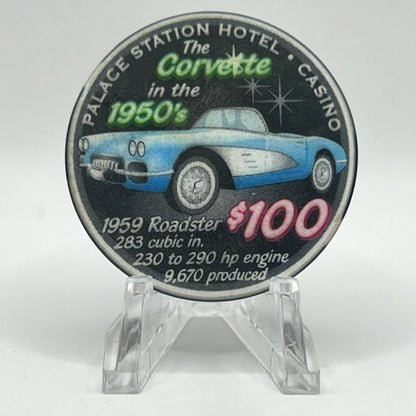 PALACE STATION HOTEL • CASINO
The
Corvette
in the
1950's
1959 Roadster
$100
283 cubic in.
230 to 290 hp engine
9,670 produced